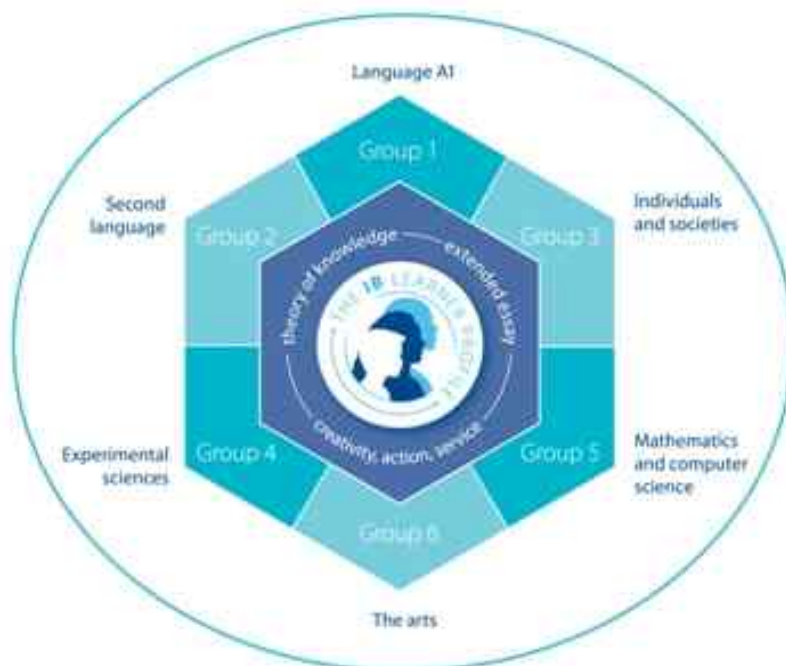 Language A1
Group 1
Second
language
Group 2
Group 3
Individuals
and societies
theory of knowledge
extended essay
THE IB LEARNER PROFILE
creativity, action, service
Experimental
sciences
Group 4
Group 5
Mathematics
and computer
science
Group 6
The arts